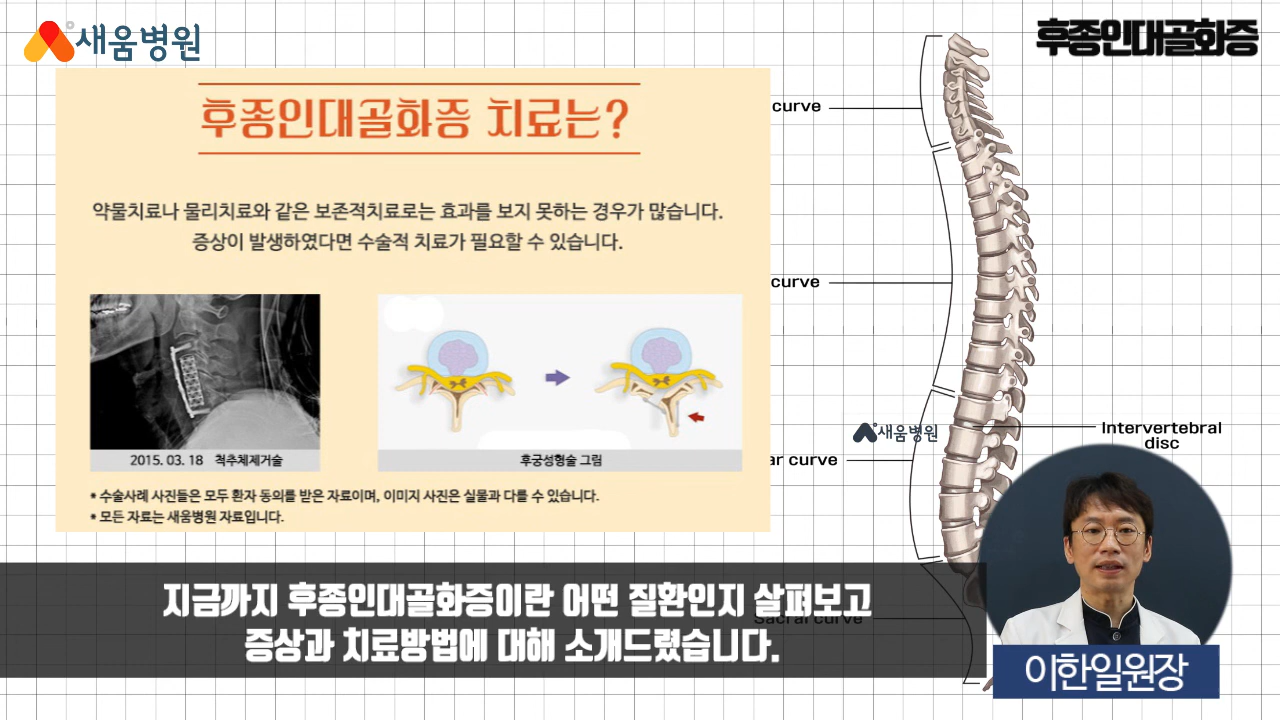 새움병원
후종인대골화증
후종인대골화증 치료는?
약물치료나 물리치료와 같은 보존적치료로는 효과를 보지 못하는 경우가 많습니다.
증상이 발생하였다면 수술적 치료가 필요할 수 있습니다.
2015. 03. 18 척추체제거술
후궁성형술 그림
* 수술사례 사진들은 모두 환자 동의를 받은 자료이며, 이미지 사진은 실물과 다를 수 있습니다.
* 모든 자료는 새움병원 자료입니다.
curve
curve
새움병원
Intervertebral
disc
ar curve
Sacral curve
지금까지 후종인대골화증이란 어떤 질환인지 살펴보고
증상과 치료방법에 대해 소개드렸습니다.
이한일원장